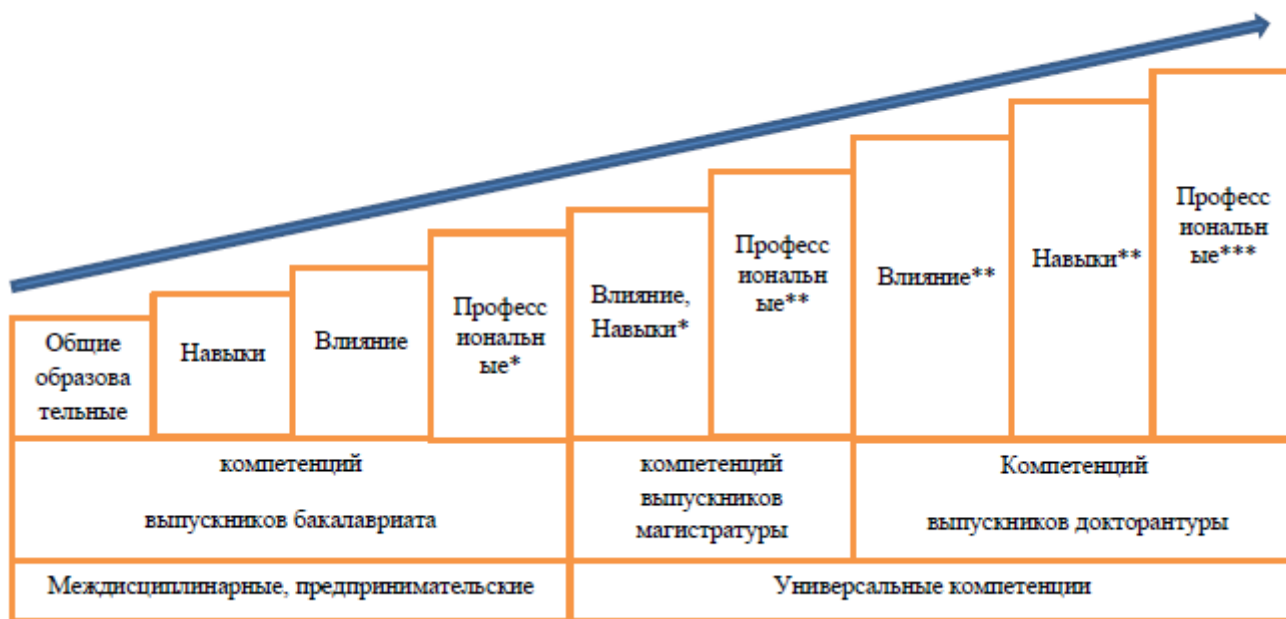 Общие
образова
тельные
Навыки
Влияние
Професс
иональн
ые*
Влияние,
Навыки*
Професс
иональн
ые**
Влияние**
Навыки**
Професс
иональн
ые***
компетенций
выпускников бакалавриата
компетенций
выпускников
магистратуры
Компетенций
выпускников докторантуры
Междисциплинарные, предпринимательские
Универсальные компетенции